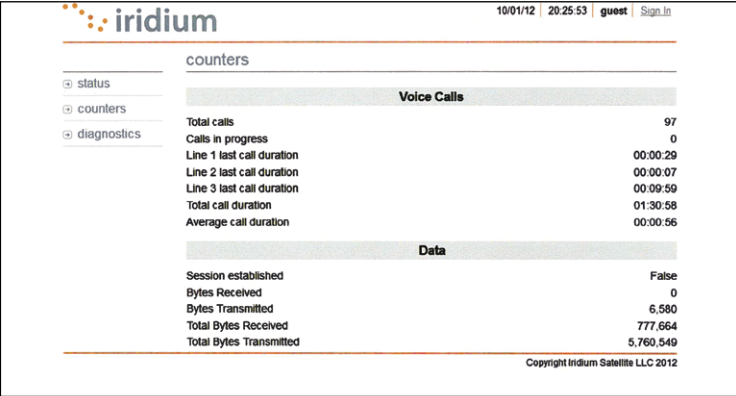 iridium
10/01/12 20:25:53 guest Sign In
counters
status
counters
diagnostics
Voice Calls
Total calls 97
Calls in progress 0
Line 1 last call duration 00:00:29
Line 2 last call duration 00:00:07
Line 3 last call duration 00:09:59
Total call duration 01:30:58
Average call duration 00:00:56
Data
Session established False
Bytes Received 0
Bytes Transmitted 6,580
Total Bytes Received 777,664
Total Bytes Transmitted 5,760,549
Copyright Iridium Satellite LLC 2012